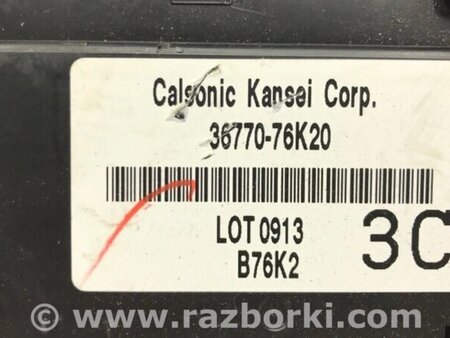 Calsonic Kansei Corp.
36770-76K20
LOT 0913
B76K2
3C
© www.razborki.com